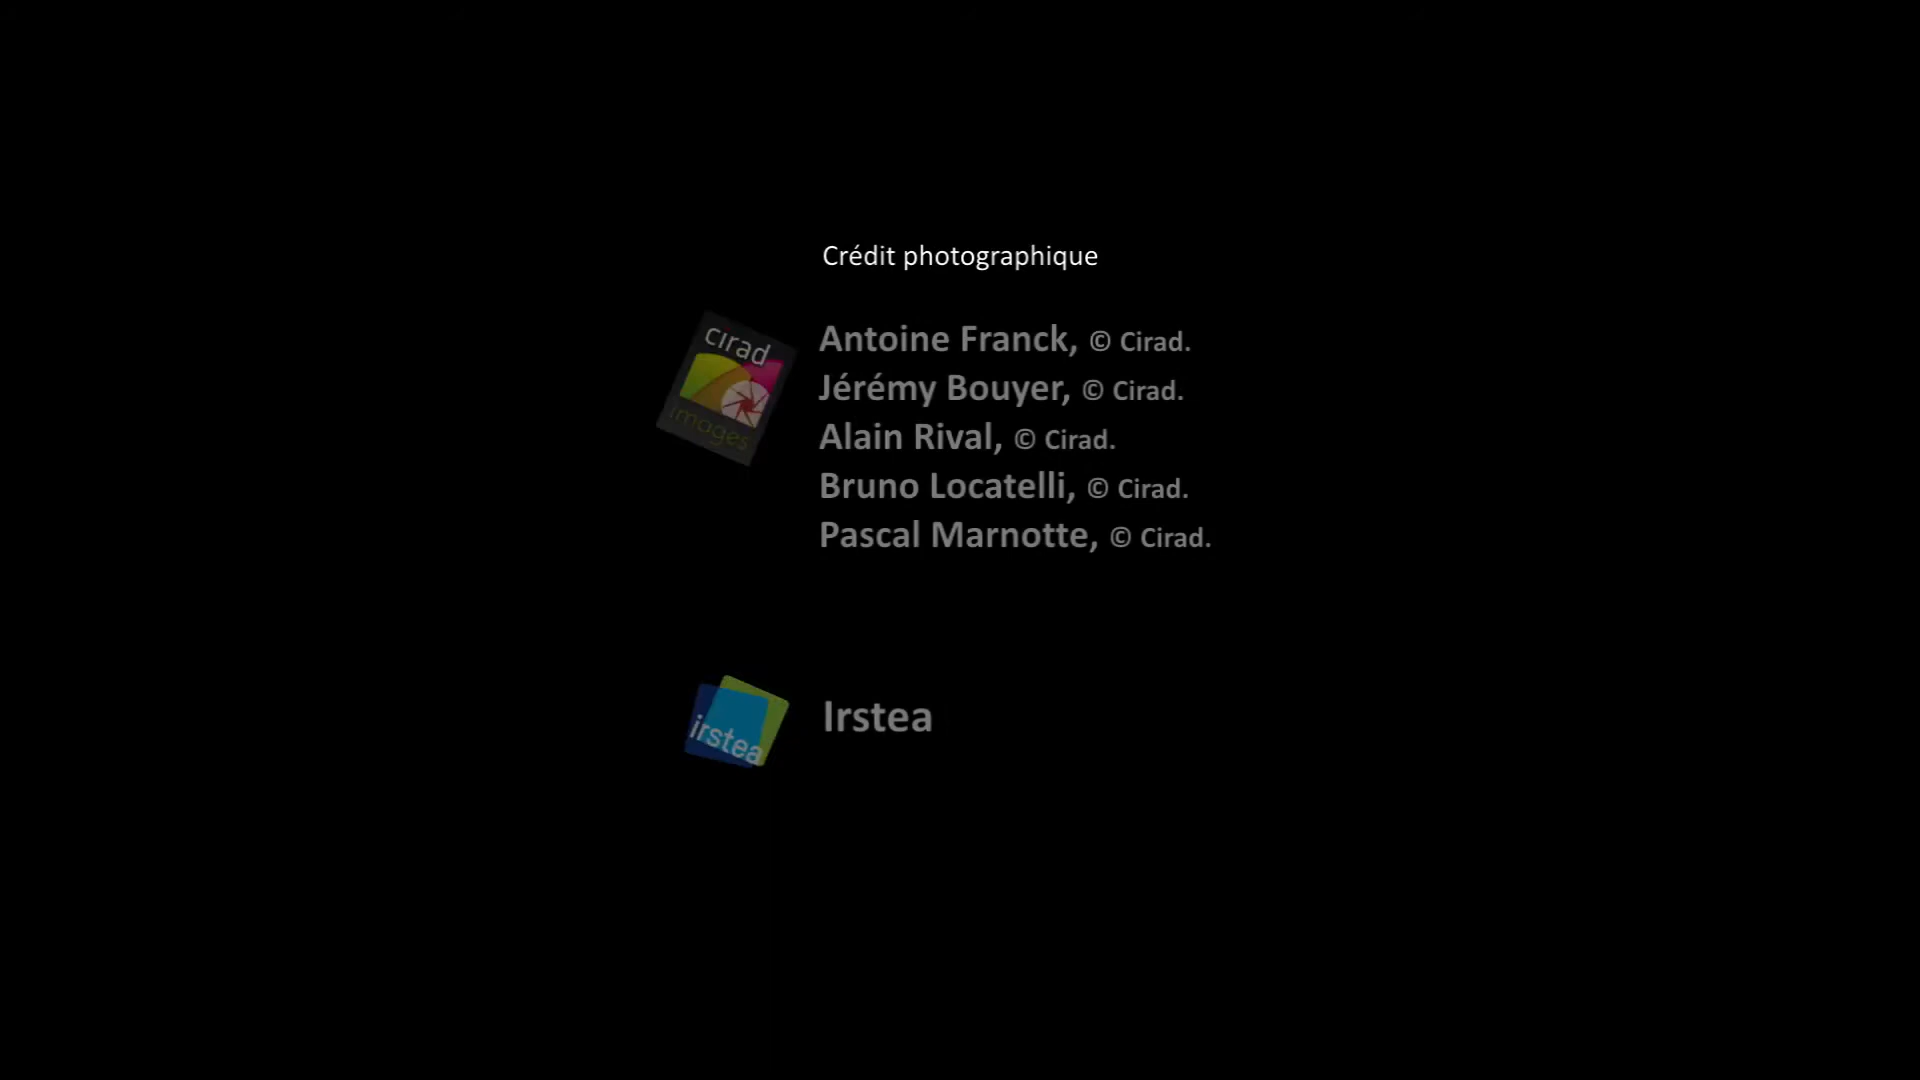 Crédit photographique
cirad
images
Antoine Franck, © Cirad.
Jérémy Bouyer, © Cirad.
Alain Rival, © Cirad.
Bruno Locatelli, © Cirad.
Pascal Marnotte, © Cirad.
irstea
Irstea